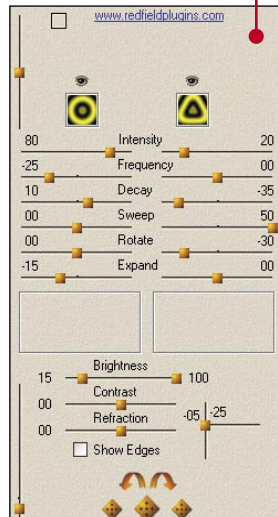 www.redfieldplugins.com
80 Intensity 20
-25 Frequency 00
10 Decay -35
00 Sweep 50
00 Rotate -30
-15 Expand 00
Brightness
15 100
Contrast
00
Refraction -05 -25
00
Show Edges